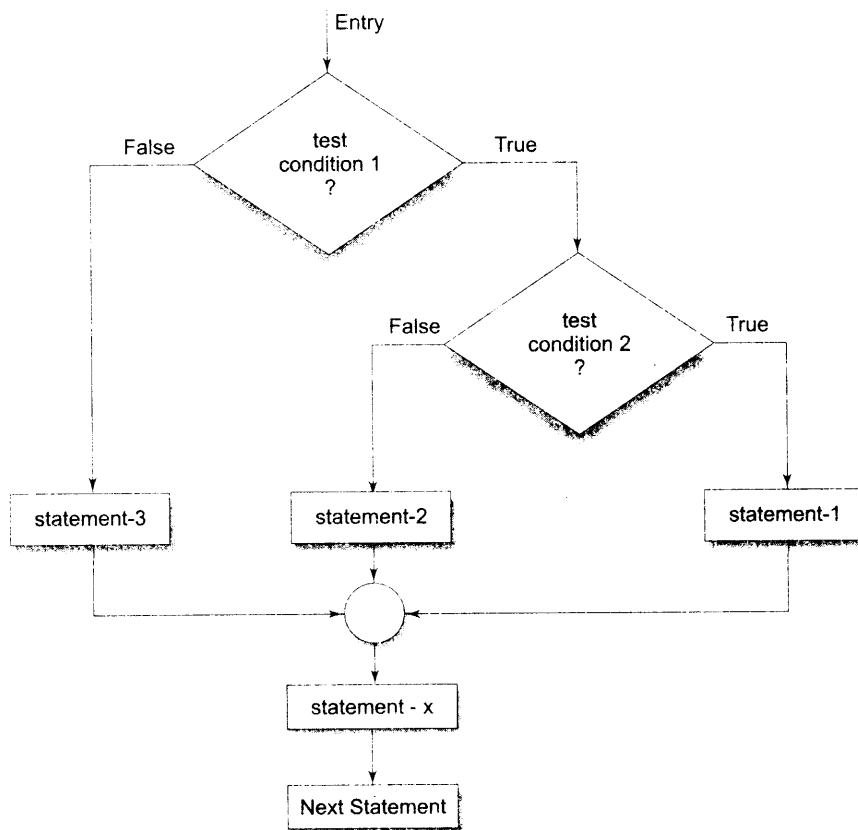 Entry
False
test
condition 1
?
True
False
test
condition 2
?
True
statement-3
statement-2
statement-1
statement - x
Next Statement